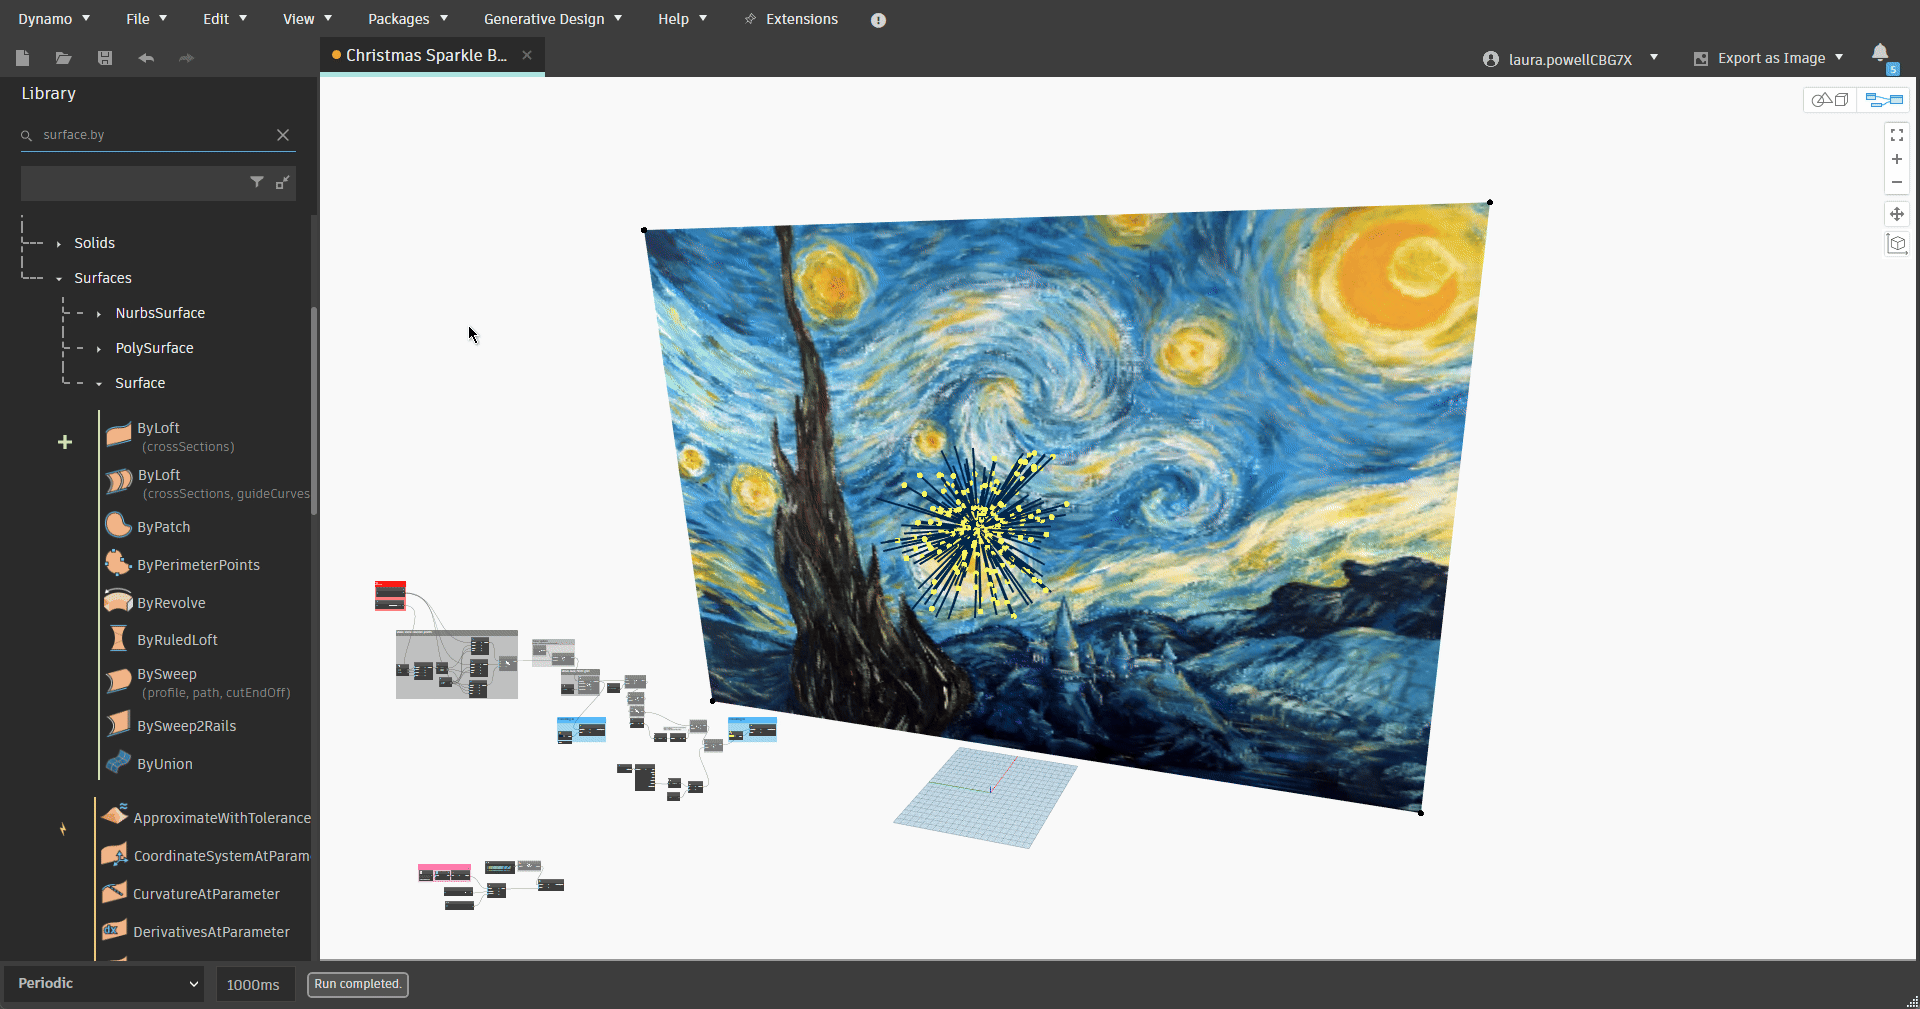 Dynamo File Edit View Packages Generative Design Help Extensions
Christmas Sparkle B...
laura.powellCBG7X
Export as Image
5
Library
surface.by
Solids
Surfaces
NurbsSurface
PolySurface
Surface
ByLoft
(crossSections)
ByLoft
(crossSections, guideCurves
ByPatch
ByPerimeterPoints
ByRevolve
ByRuledLoft
BySweep
(profile, path, cutEndOff)
BySweep2Rails
ByUnion
ApproximateWithTolerance
CoordinateSystemAtParam
CurvatureAtParameter
dx
DerivativesAtParameter
Periodic
1000ms
Run completed.